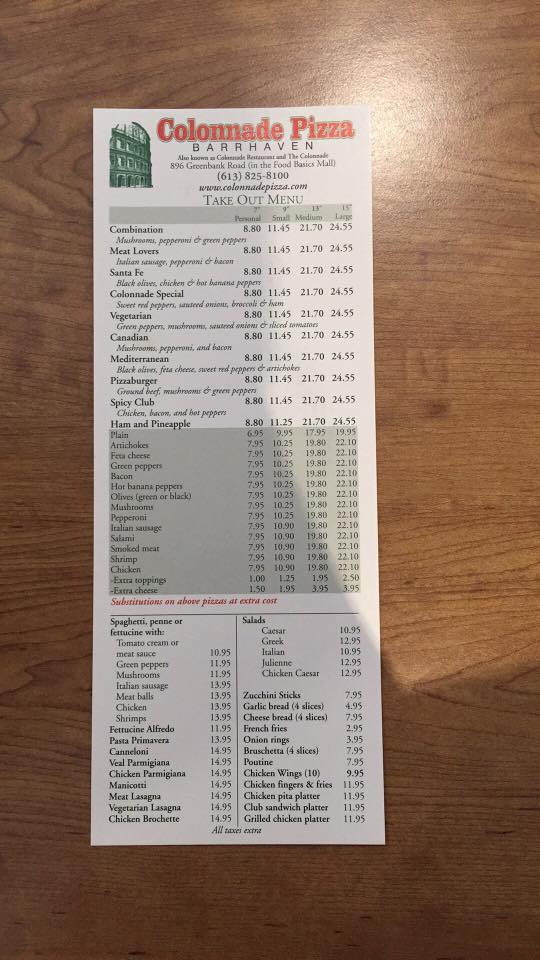 Colonnade Pizza
BARRHAVEN
Also known as Colonnade Restaurant and The Colonnade
896 Greenbank Road (in the Food Basics Mall)
(613) 825-8100
www.colonnadepizza.com
TAKE OUT MENU
7" 9" 13" 15"
Personal Small Medium Large
Combination 8.80 11.45 21.70 24.55
Mushrooms, pepperoni & green peppers
Meat Lovers 8.80 11.45 21.70 24.55
Italian sausage, pepperoni & bacon
Santa Fe 8.80 11.45 21.70 24.55
Black olives, chicken & hot banana peppers
Colonnade Special 8.80 11.45 21.70 24.55
Sweet red peppers, sauteed onions, broccoli & ham
Vegetarian 8.80 11.45 21.70 24.55
Green peppers, mushrooms, sauteed onions & sliced tomatoes
Canadian 8.80 11.45 21.70 24.55
Mushrooms, pepperoni, and bacon
Mediterranean 8.80 11.45 21.70 24.55
Black olives, feta cheese, sweet red peppers & artichokes
Pizzaburger 8.80 11.45 21.70 24.55
Ground beef, mushrooms & green peppers
Spicy Club 8.80 11.45 21.70 24.55
Chicken, bacon, and hot peppers
Ham and Pineapple 8.80 11.25 21.70 24.55
Plain 6.95 9.95 17.95 19.95
Artichokes 7.95 10.25 19.80 22.10
Feta cheese 7.95 10.25 19.80 22.10
Green peppers 7.95 10.25 19.80 22.10
Bacon 7.95 10.25 19.80 22.10
Hot banana peppers 7.95 10.25 19.80 22.10
Olives (green or black) 7.95 10.25 19.80 22.10
Mushrooms 7.95 10.25 19.80 22.10
Pepperoni 7.95 10.25 19.80 22.10
Italian sausage 7.95 10.90 19.80 22.10
Salami 7.95 10.90 19.80 22.10
Smoked meat 7.95 10.90 19.80 22.10
Shrimp 7.95 10.90 19.80 22.10
Chicken 7.95 10.90 19.80 22.10
-Extra toppings 1.00 1.25 1.95 2.50
-Extra cheese 1.50 1.95 3.95 3.95
Substitutions on above pizzas at extra cost
Spaghetti, penne or
fettucine with:
Tomato cream or
meat sauce 10.95
Green peppers 11.95
Mushrooms 11.95
Italian sausage 13.95
Meat balls 13.95
Chicken 13.95
Shrimps 13.95
Fettucine Alfredo 11.95
Pasta Primavera 13.95
Canneloni 14.95
Veal Parmigiana 14.95
Chicken Parmigiana 14.95
Manicotti 14.95
Meat Lasagna 14.95
Vegetarian Lasagna 14.95
Chicken Brochette 14.95
Salads
Caesar 10.95
Greek 12.95
Italian 10.95
Julienne 12.95
Chicken Caesar 12.95
Zucchini Sticks 7.95
Garlic bread (4 slices) 4.95
Cheese bread (4 slices) 7.95
French fries 2.95
Onion rings 3.95
Bruschetta (4 slices) 7.95
Poutine 7.95
Chicken Wings (10) 9.95
Chicken fingers & fries 11.95
Chicken pita platter 11.95
Club sandwich platter 11.95
Grilled chicken platter 11.95
All taxes extra